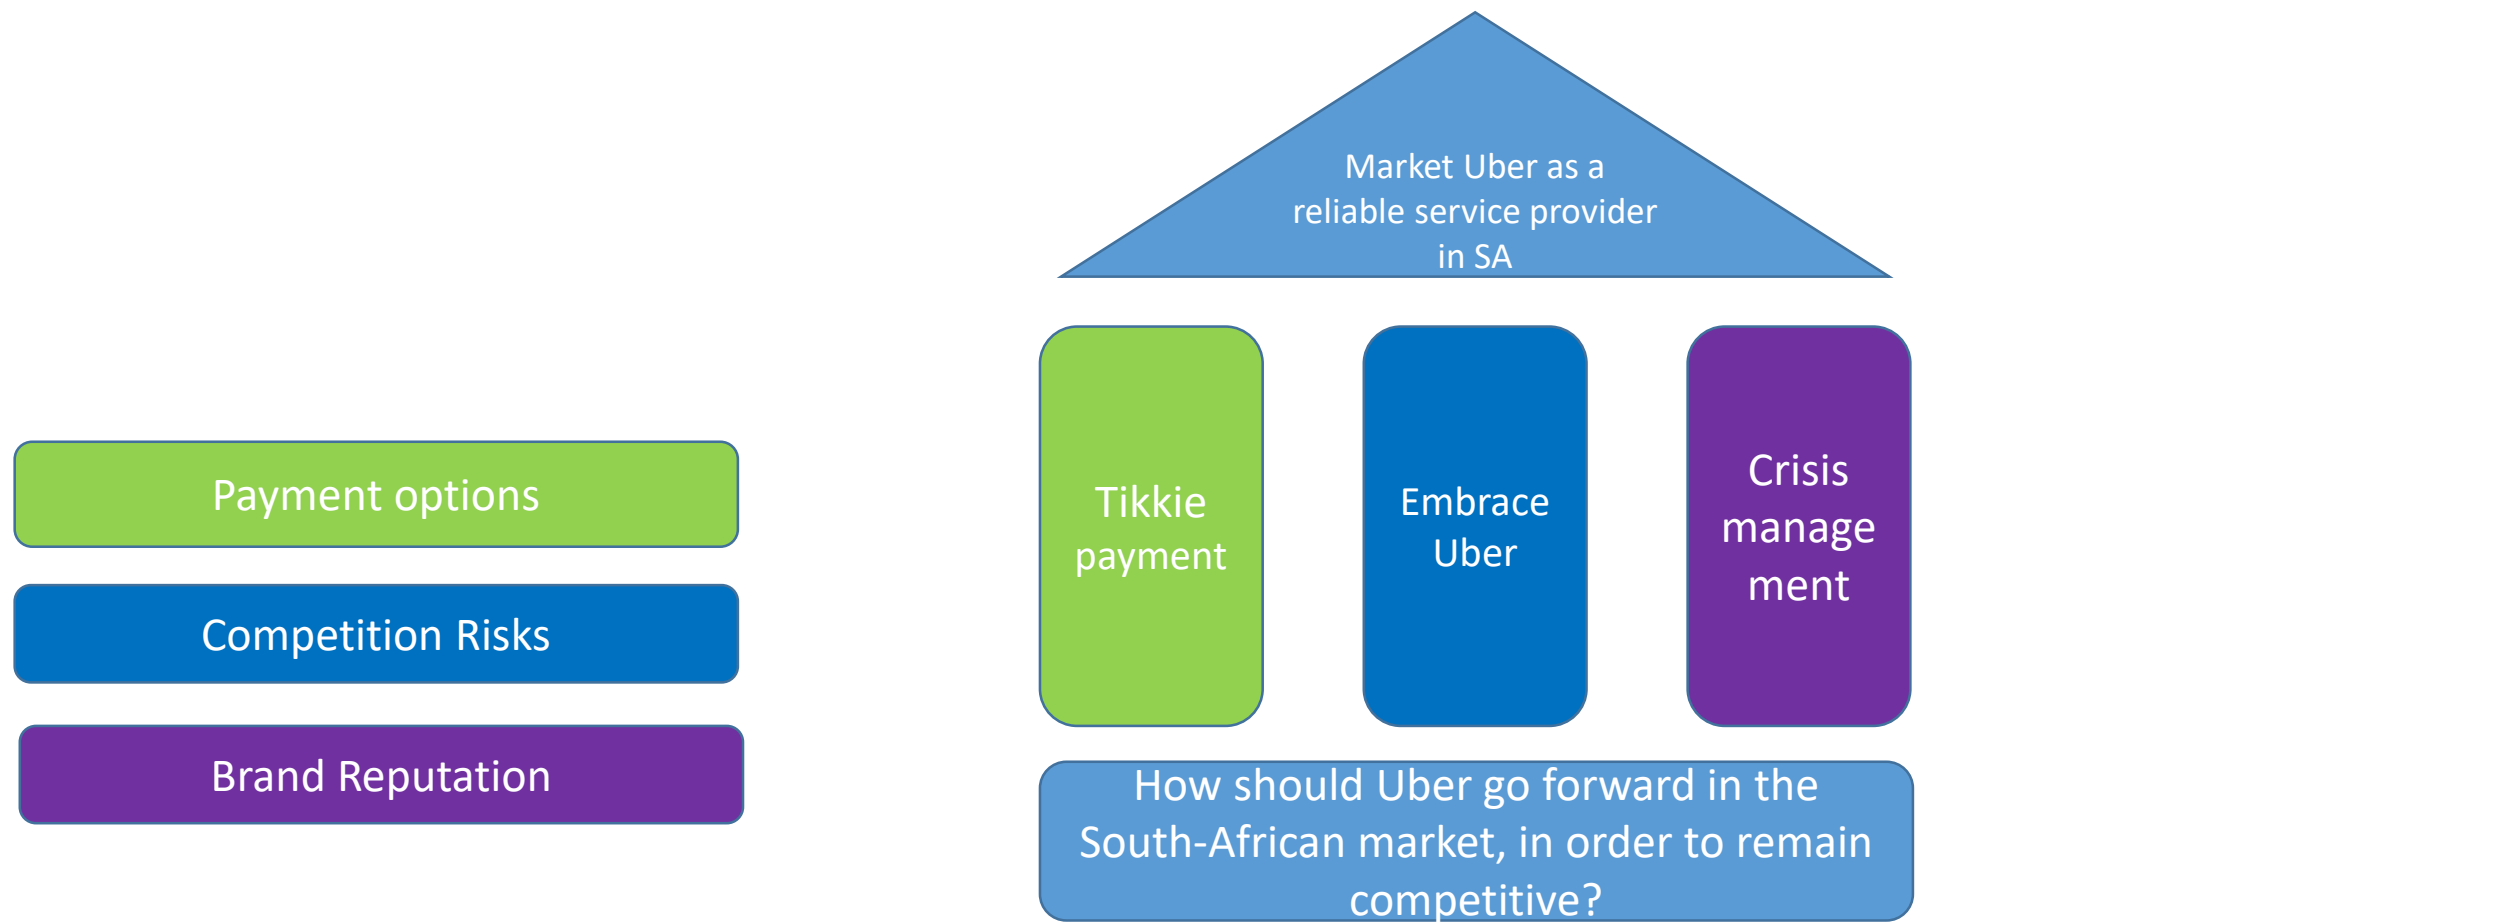 Market Uber as a
reliable service provider
in SA
Payment options
Competition Risks
Brand Reputation
Tikkie
payment
Embrace
Uber
Crisis
manage
ment
How should Uber go forward in the
South-African market, in order to remain
competitive?